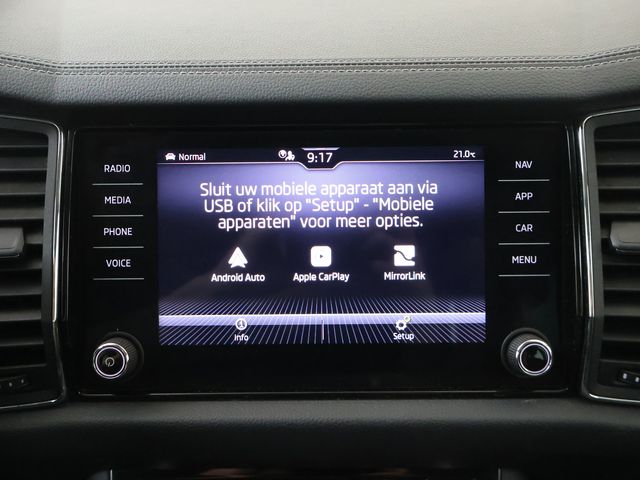 RADIO
MEDIA
PHONE
VOICE
Normal
9:17
21.0°C
Sluit uw mobiele apparaat aan via
USB of klik op "Setup" - "Mobiele
apparaten" voor meer opties.
Android Auto
Apple CarPlay
MirrorLink
Info
Setup
NAV
APP
CAR
MENU